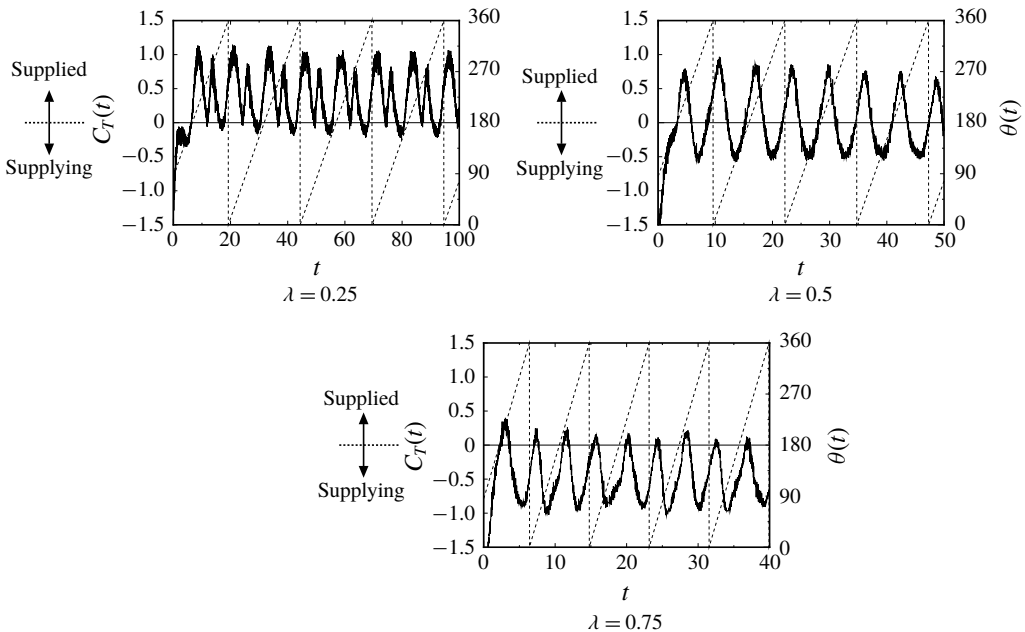 1.5 360
1.0
Supplied 0.5 270
C_T(t) 0 180
Supplying −0.5
−1.0 90
−1.5 0
0 20 40 60 80 100
t
λ = 0.25
1.5 360
1.0
Supplied 0.5 270
0 180 θ(t)
Supplying −0.5
−1.0 90
−1.5 0
0 10 20 30 40 50
t
λ = 0.5
1.5 360
1.0
Supplied 0.5 270
C_T(t) 0 180 θ(t)
Supplying −0.5
−1.0 90
−1.5 0
0 10 20 30 40
t
λ = 0.75